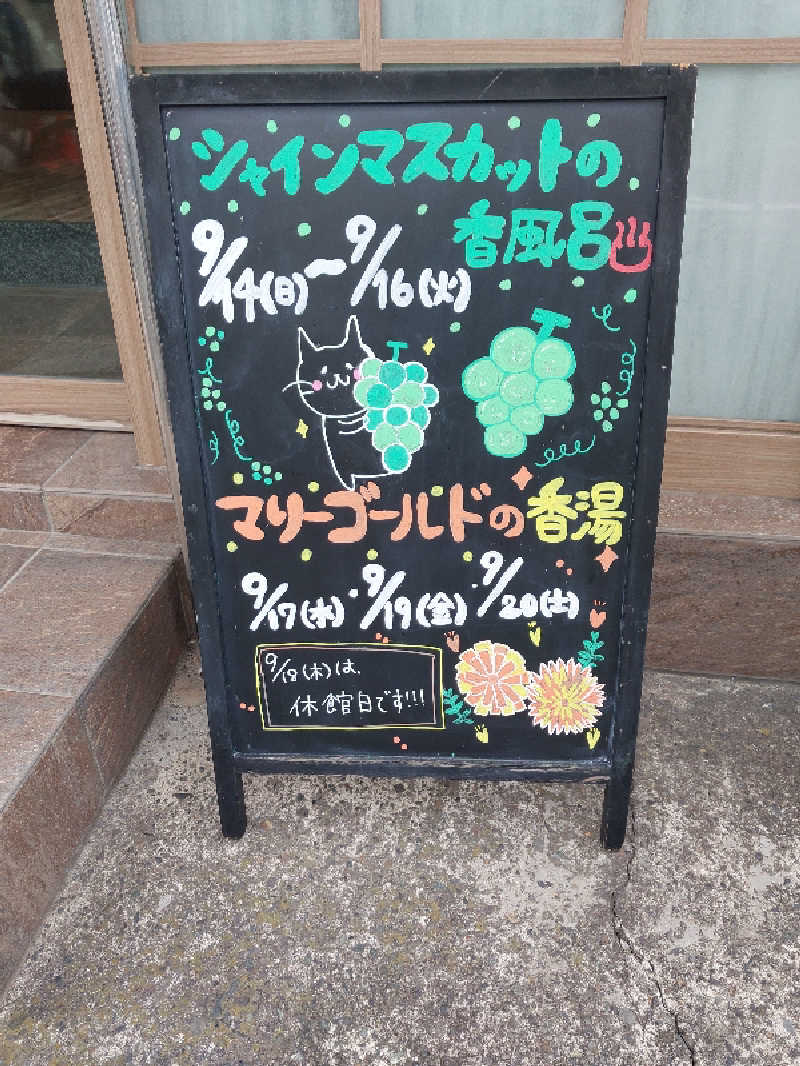 シャインマスカットの
香風呂♨
9/14(日)〜9/16(火)
マリーゴールドの香湯
9/17(水)・9/19(金)・9/20(土)
9/18(木)は、
休館日です!!!